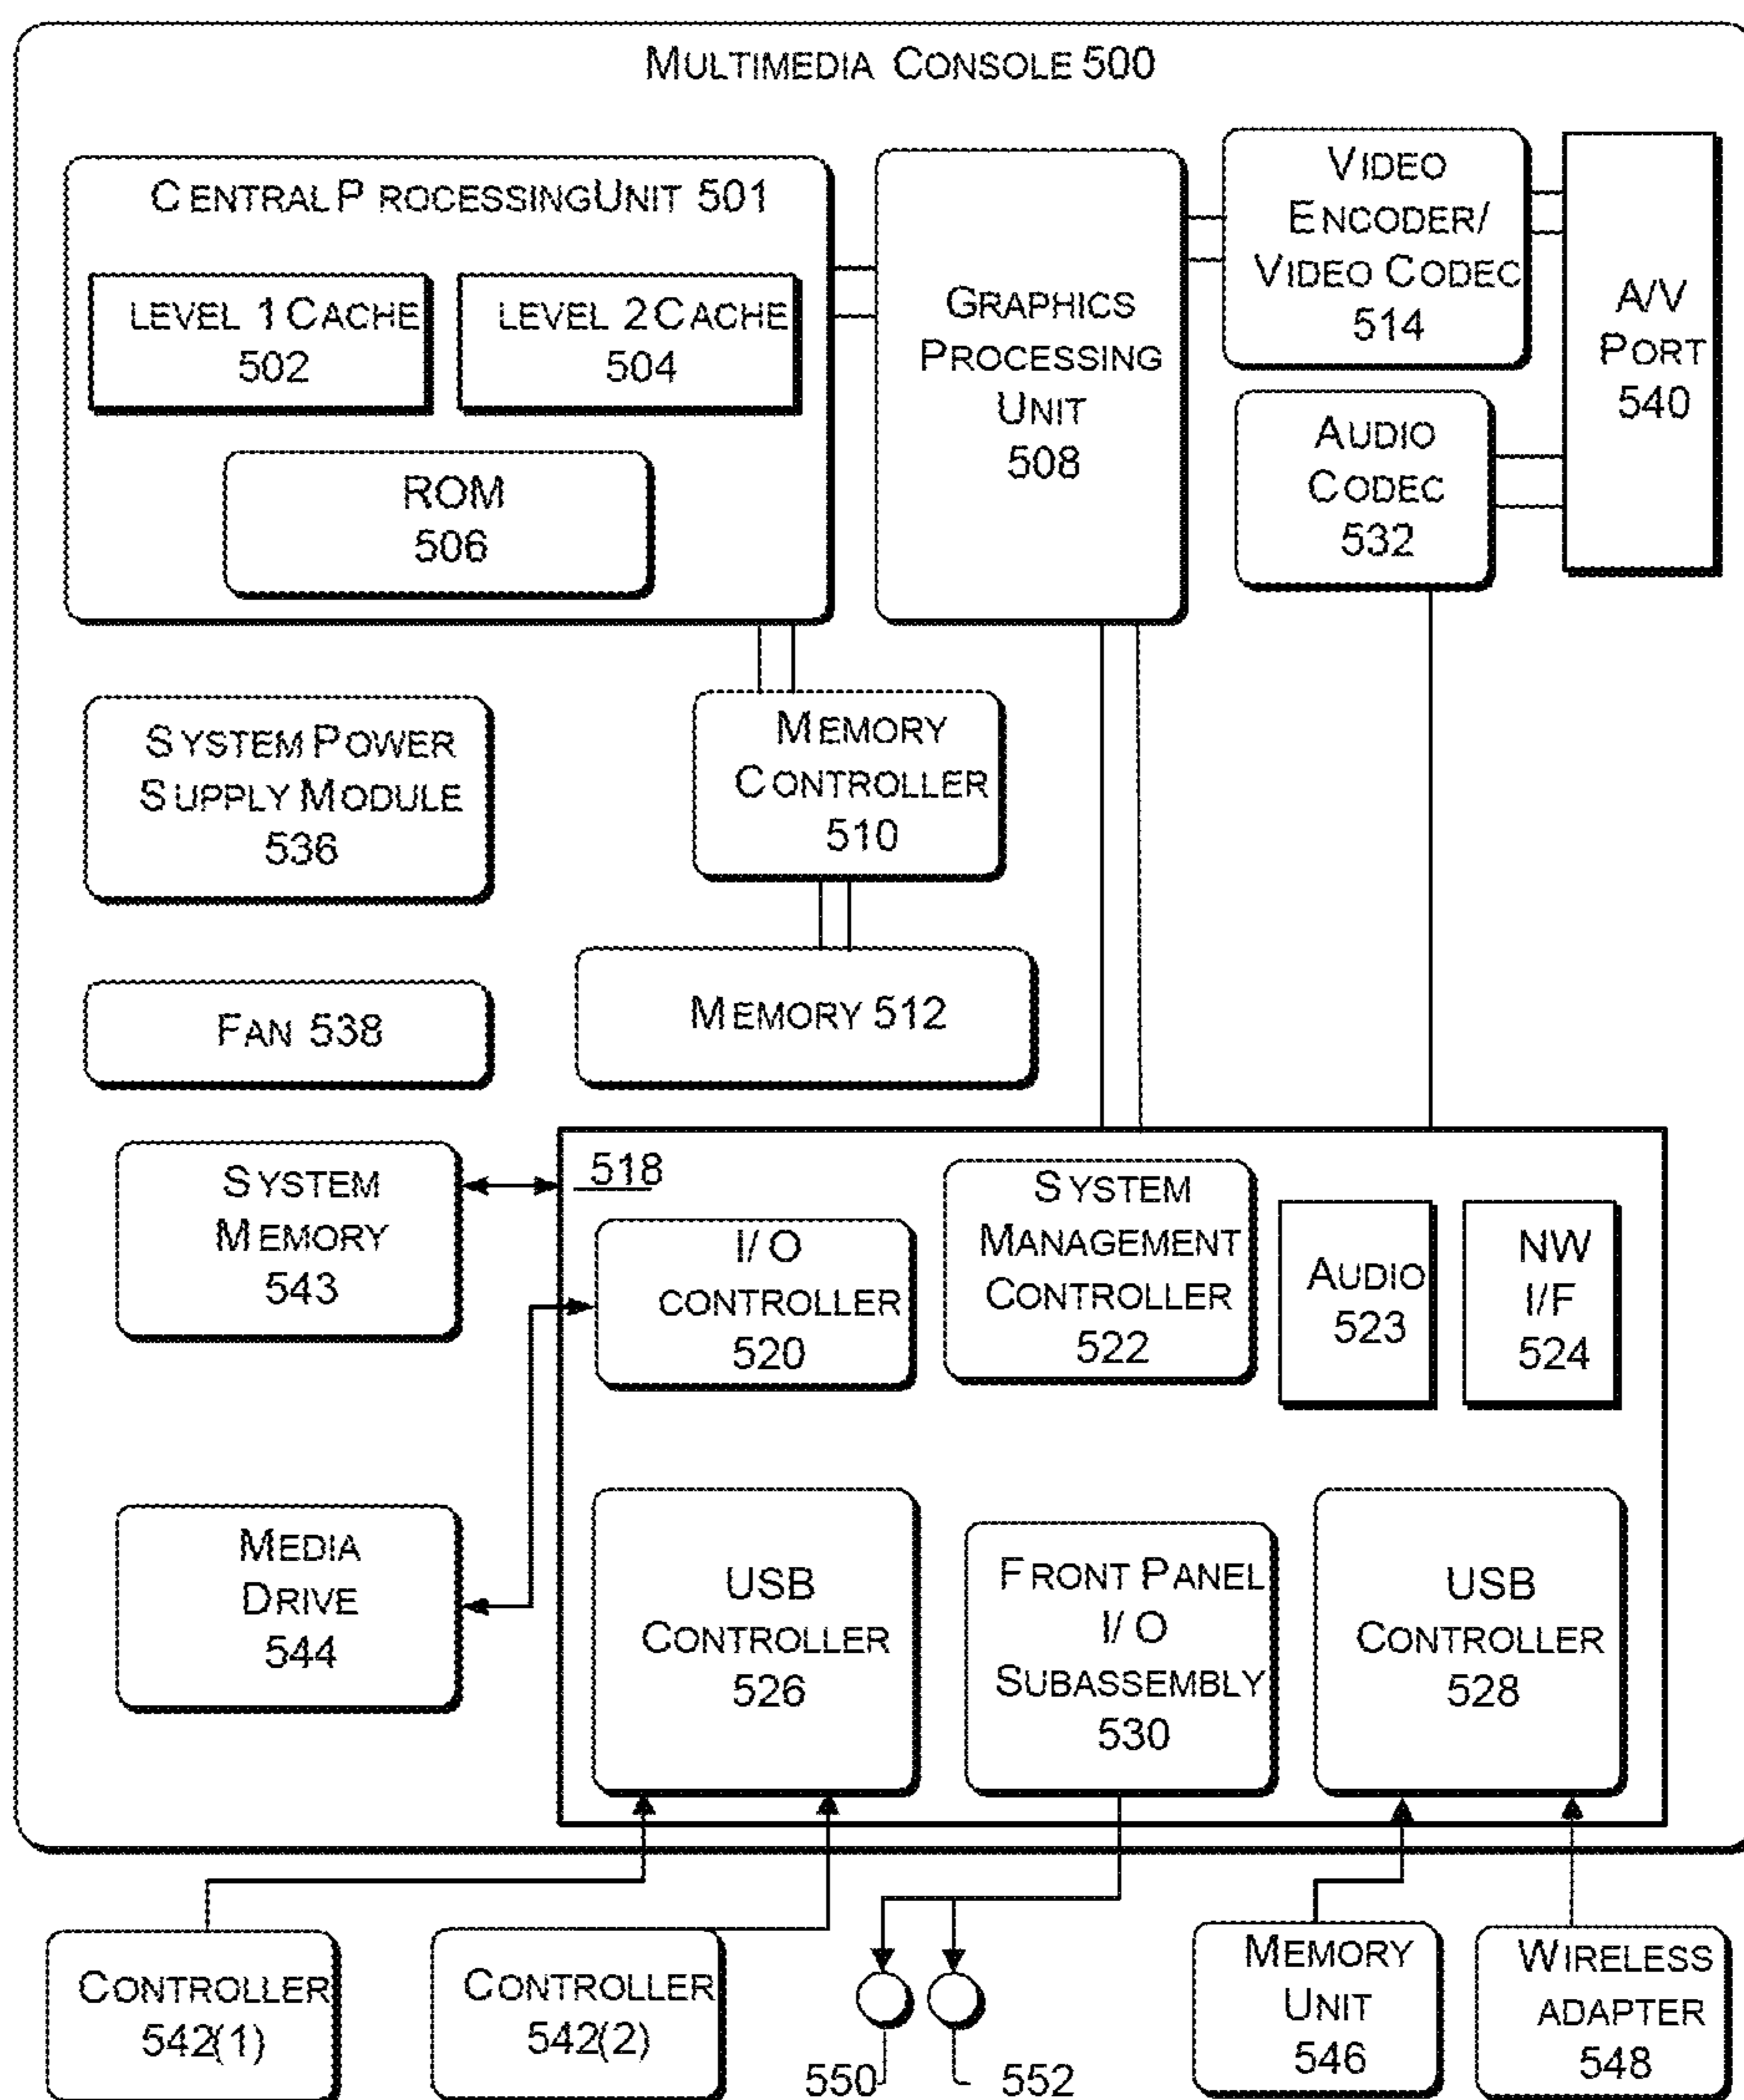 MULTIMEDIA CONSOLE 500
CENTRAL PROCESSING UNIT 501
LEVEL 1 CACHE
502
LEVEL 2 CACHE
504
ROM
506
GRAPHICS
PROCESSING
UNIT
508
VIDEO
ENCODER/
VIDEO CODEC
514
AUDIO
CODEC
532
A/V
PORT
540
SYSTEM POWER
SUPPLY MODULE
536
MEMORY
CONTROLLER
510
FAN 538
MEMORY 512
SYSTEM
MEMORY
543
518
I/O
CONTROLLER
520
SYSTEM
MANAGEMENT
CONTROLLER
522
AUDIO
523
NW
I/F
524
MEDIA
DRIVE
544
USB
CONTROLLER
526
FRONT PANEL
I/O
SUBASSEMBLY
530
USB
CONTROLLER
528
CONTROLLER
542(1)
CONTROLLER
542(2)
550
552
MEMORY
UNIT
546
WIRELESS
ADAPTER
548